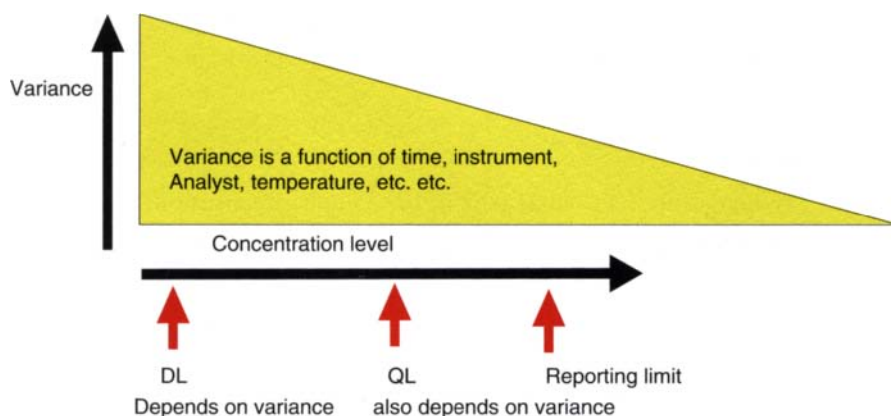 Variance
Variance is a function of time, instrument,
Analyst, temperature, etc. etc.
Concentration level
DL
QL
Reporting limit
Depends on variance
also depends on variance